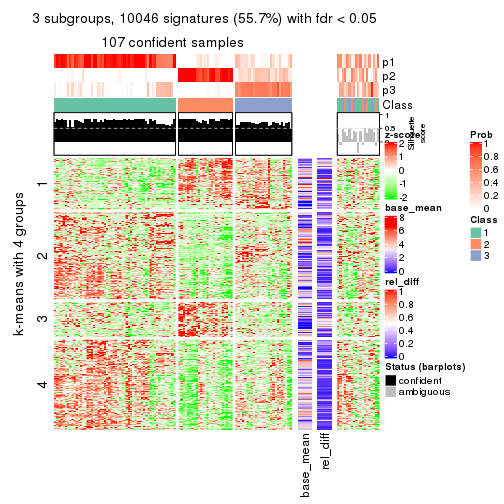 3 subgroups, 10046 signatures (55.7%) with fdr < 0.05
107 confident samples
p1
p2
p3
Class
1
0.5
0
Silhouette
score
k-means with 4 groups
1
2
3
4
base_mean
rel_diff
z-score
2
1
0
-1
-2
base_mean
8
6
4
2
0
rel_diff
1
0.8
0.6
0.4
0.2
0
Status (barplots)
confident
ambiguous
Prob
1
0.8
0.6
0.4
0.2
0
Class
1
2
3